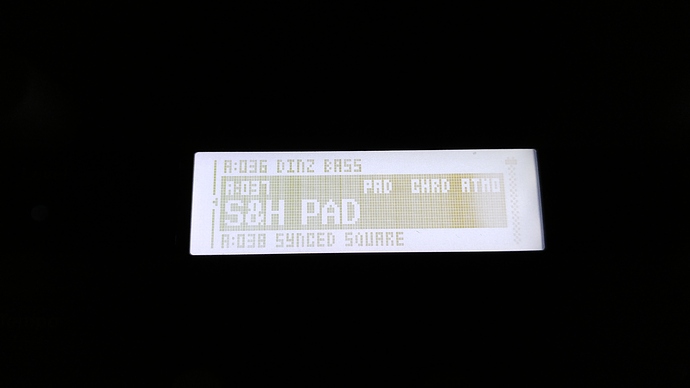 A:036 DINZ BASS
A:037 PAD CHRD ATMO
S&H PAD
A:038 SYNCED SQUARE